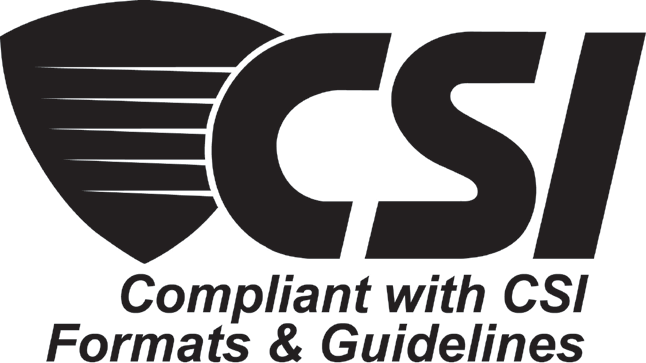 CSI
Compliant with CSI
Formats & Guidelines